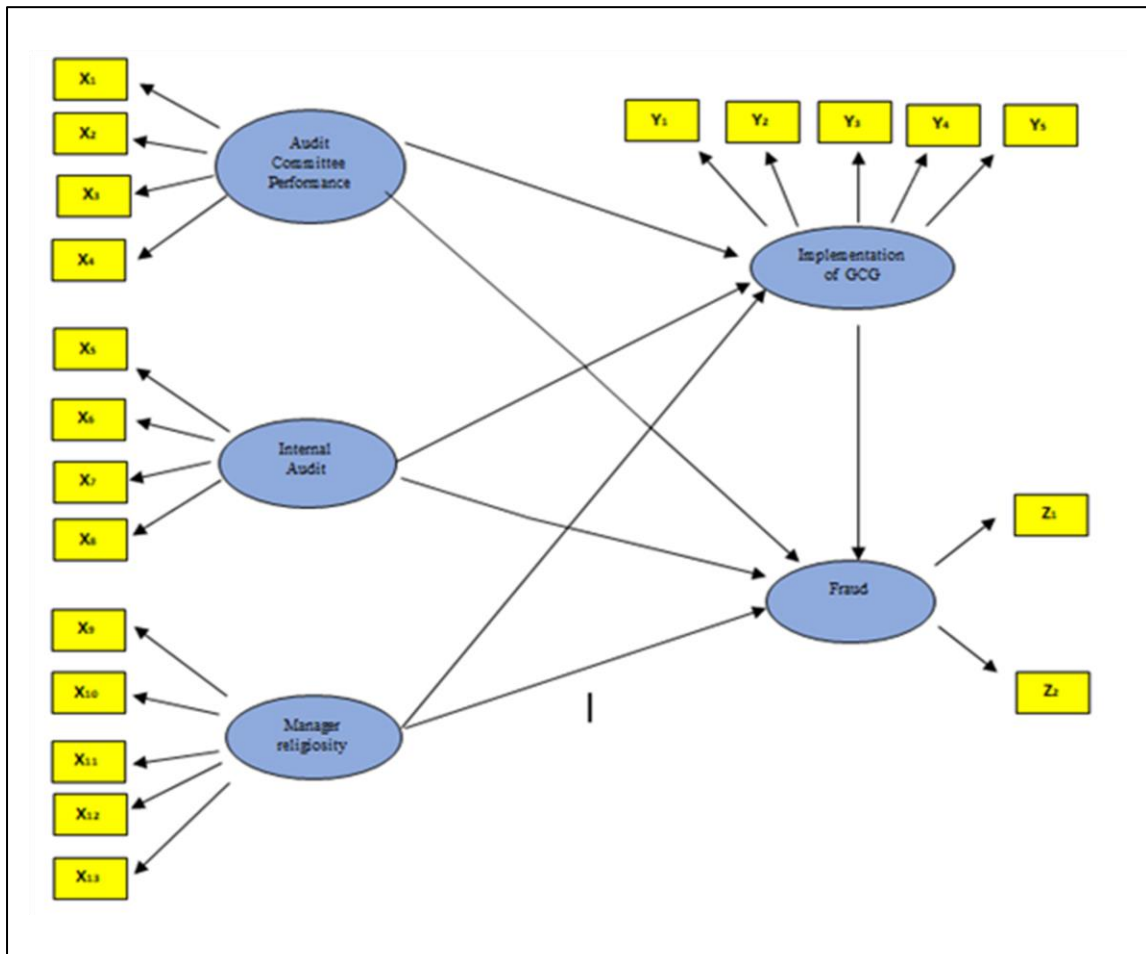 X₁
X₂
X₃
X₄
Audit
Committee
Performance
Y₁ Y₂ Y₃ Y₄ Y₅
Implementation
of GCG
X₅
X₆
X₇
X₈
Internal
Audit
Fraud
Z₁
Z₂
X₉
X₁₀
X₁₁
X₁₂
X₁₃
Manager
religiosity